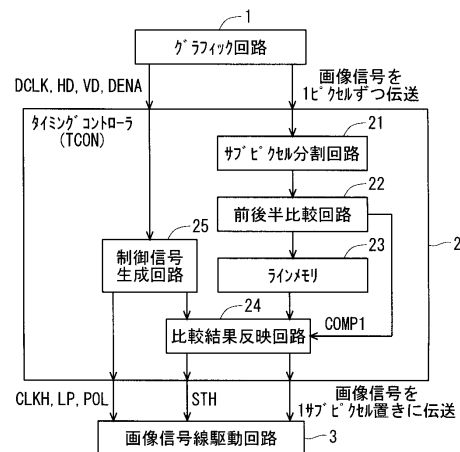 1
グラフィック回路
DCLK, HD, VD, DENA
画像信号を
1ピクセルずつ伝送
タイミングコントローラ
(TCON)
21
サブピクセル分割回路
22
前後半比較回路
25
23
制御信号
生成回路
ラインメモリ
2
24
COMP1
比較結果反映回路
CLKH, LP, POL
STH
画像信号を
1サブピクセル置きに伝送
画像信号線駆動回路
3